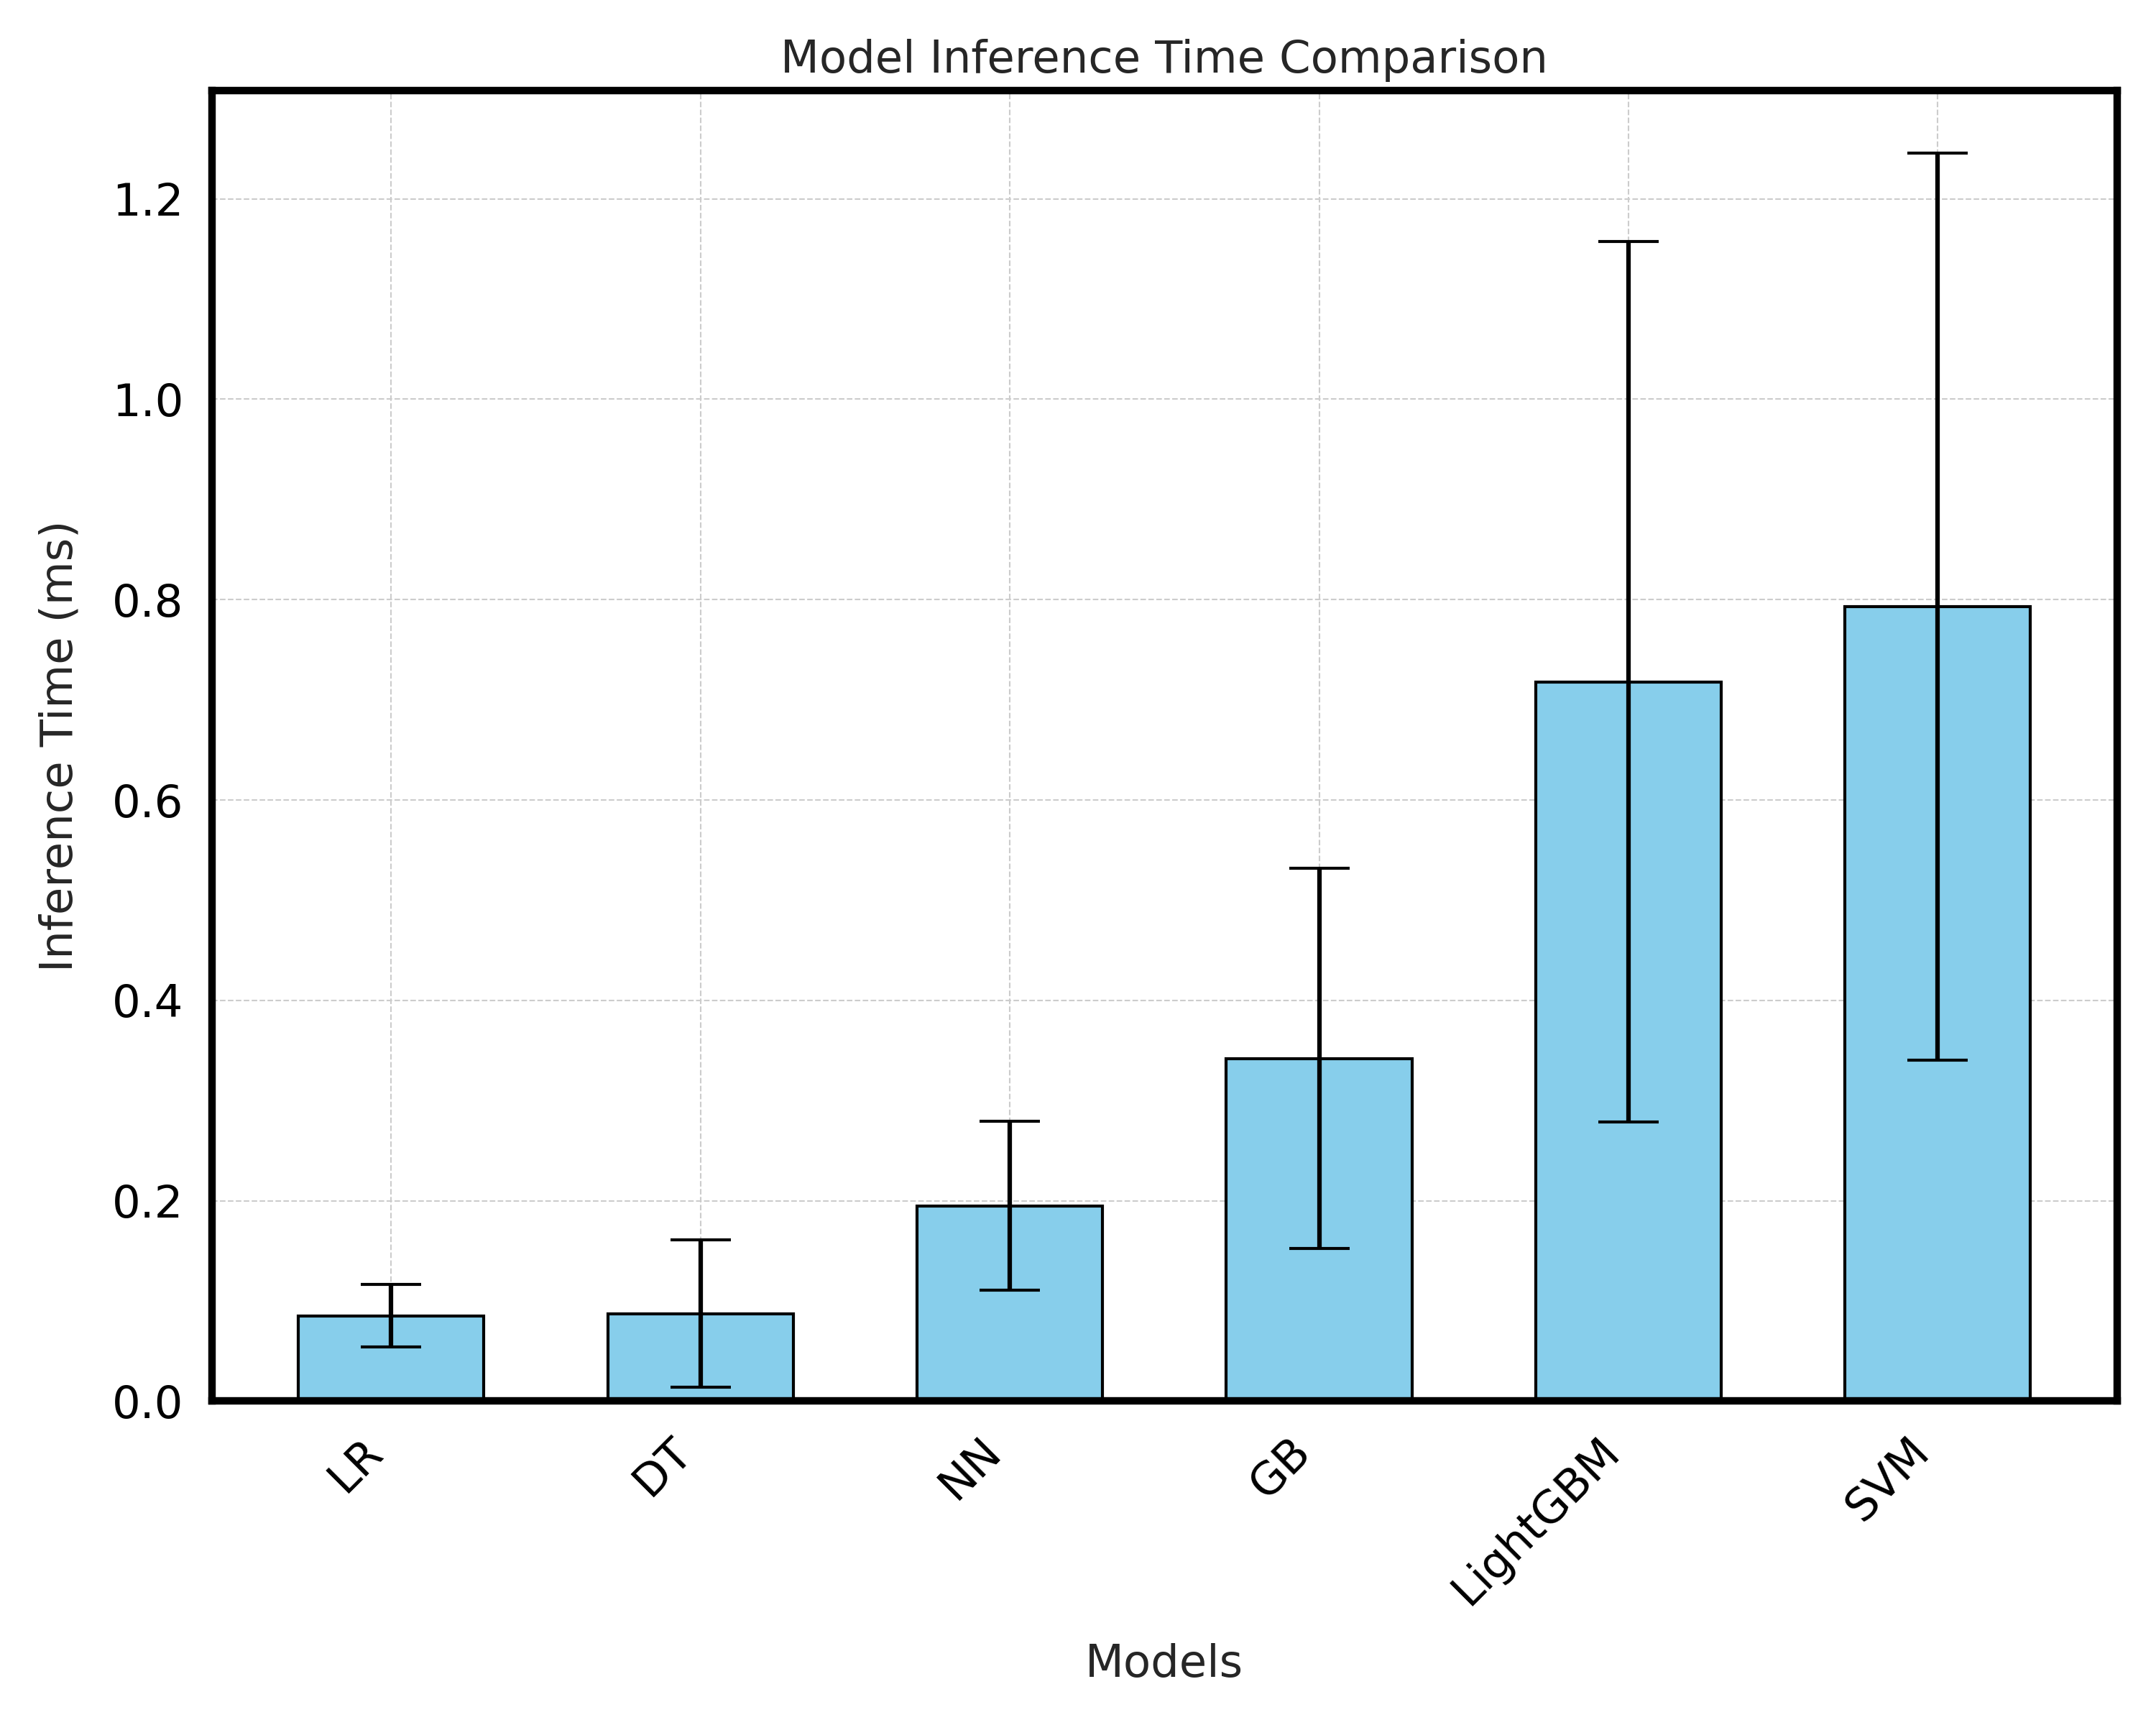 Model Inference Time Comparison
Inference Time (ms)
1.2
1.0
0.8
0.6
0.4
0.2
0.0
LR
DT
NN
GB
LightGBM
SVM
Models